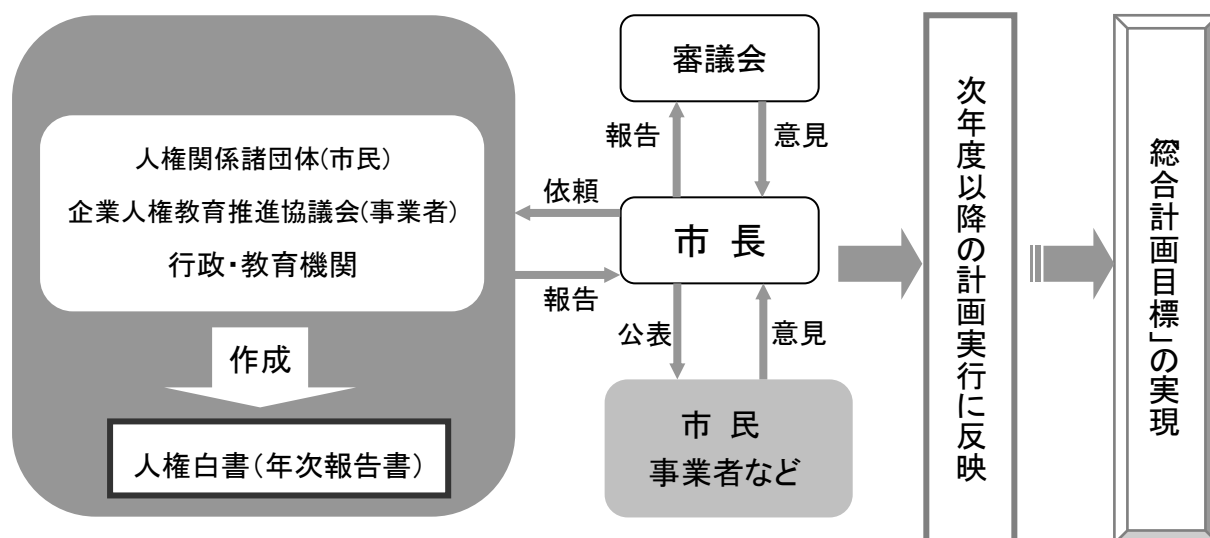 人権関係諸団体(市民)
企業人権教育推進協議会(事業者)
行政・教育機関
作成
人権白書(年次報告書)
審議会
報告
意見
依頼
市 長
報告
公表
意見
市 民
事業者など
次年度以降の計画実行に反映
「総合計画目標」の実現